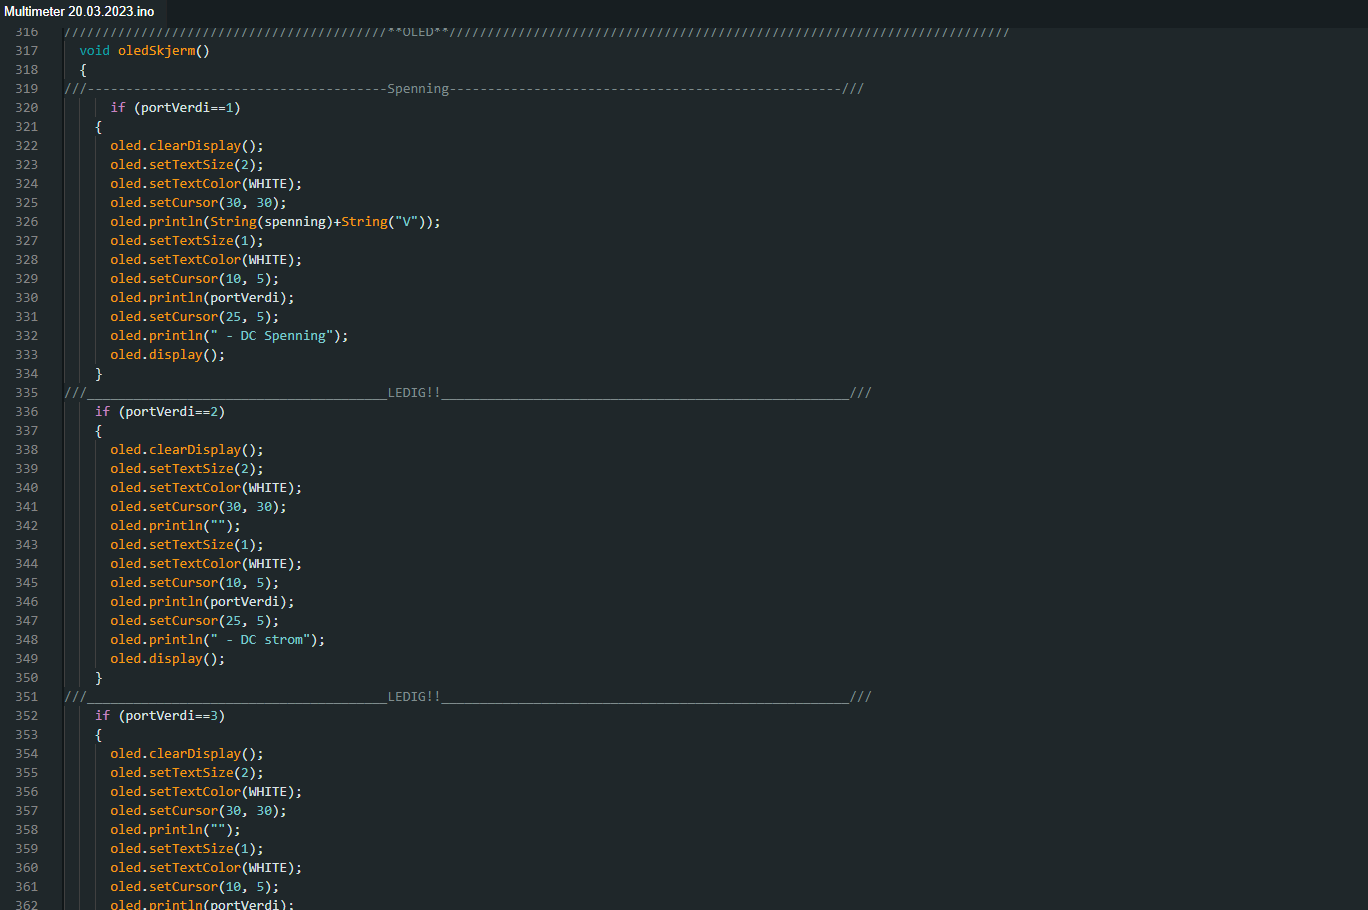 Multimeter 20.03.2023.ino
316 //////////////////////////////////////////**OLED**/////////////////////////////////////////////////////////////////////////
317 void oledSkjerm()
318 {
319 ///---------------------------------------Spenning---------------------------------------------------///
320 if (portVerdi==1)
321 {
322 oled.clearDisplay();
323 oled.setTextSize(2);
324 oled.setTextColor(WHITE);
325 oled.setCursor(30, 30);
326 oled.println(String(spenning)+String("V"));
327 oled.setTextSize(1);
328 oled.setTextColor(WHITE);
329 oled.setCursor(10, 5);
330 oled.println(portVerdi);
331 oled.setCursor(25, 5);
332 oled.println(" - DC Spenning");
333 oled.display();
334 }
335 ///_______________________________________LEDIG!!_____________________________________________________///
336 if (portVerdi==2)
337 {
338 oled.clearDisplay();
339 oled.setTextSize(2);
340 oled.setTextColor(WHITE);
341 oled.setCursor(30, 30);
342 oled.println("");
343 oled.setTextSize(1);
344 oled.setTextColor(WHITE);
345 oled.setCursor(10, 5);
346 oled.println(portVerdi);
347 oled.setCursor(25, 5);
348 oled.println(" - DC strom");
349 oled.display();
350 }
351 ///_______________________________________LEDIG!!_____________________________________________________///
352 if (portVerdi==3)
353 {
354 oled.clearDisplay();
355 oled.setTextSize(2);
356 oled.setTextColor(WHITE);
357 oled.setCursor(30, 30);
358 oled.println("");
359 oled.setTextSize(1);
360 oled.setTextColor(WHITE);
361 oled.setCursor(10, 5);
362 oled.println(portVerdi);